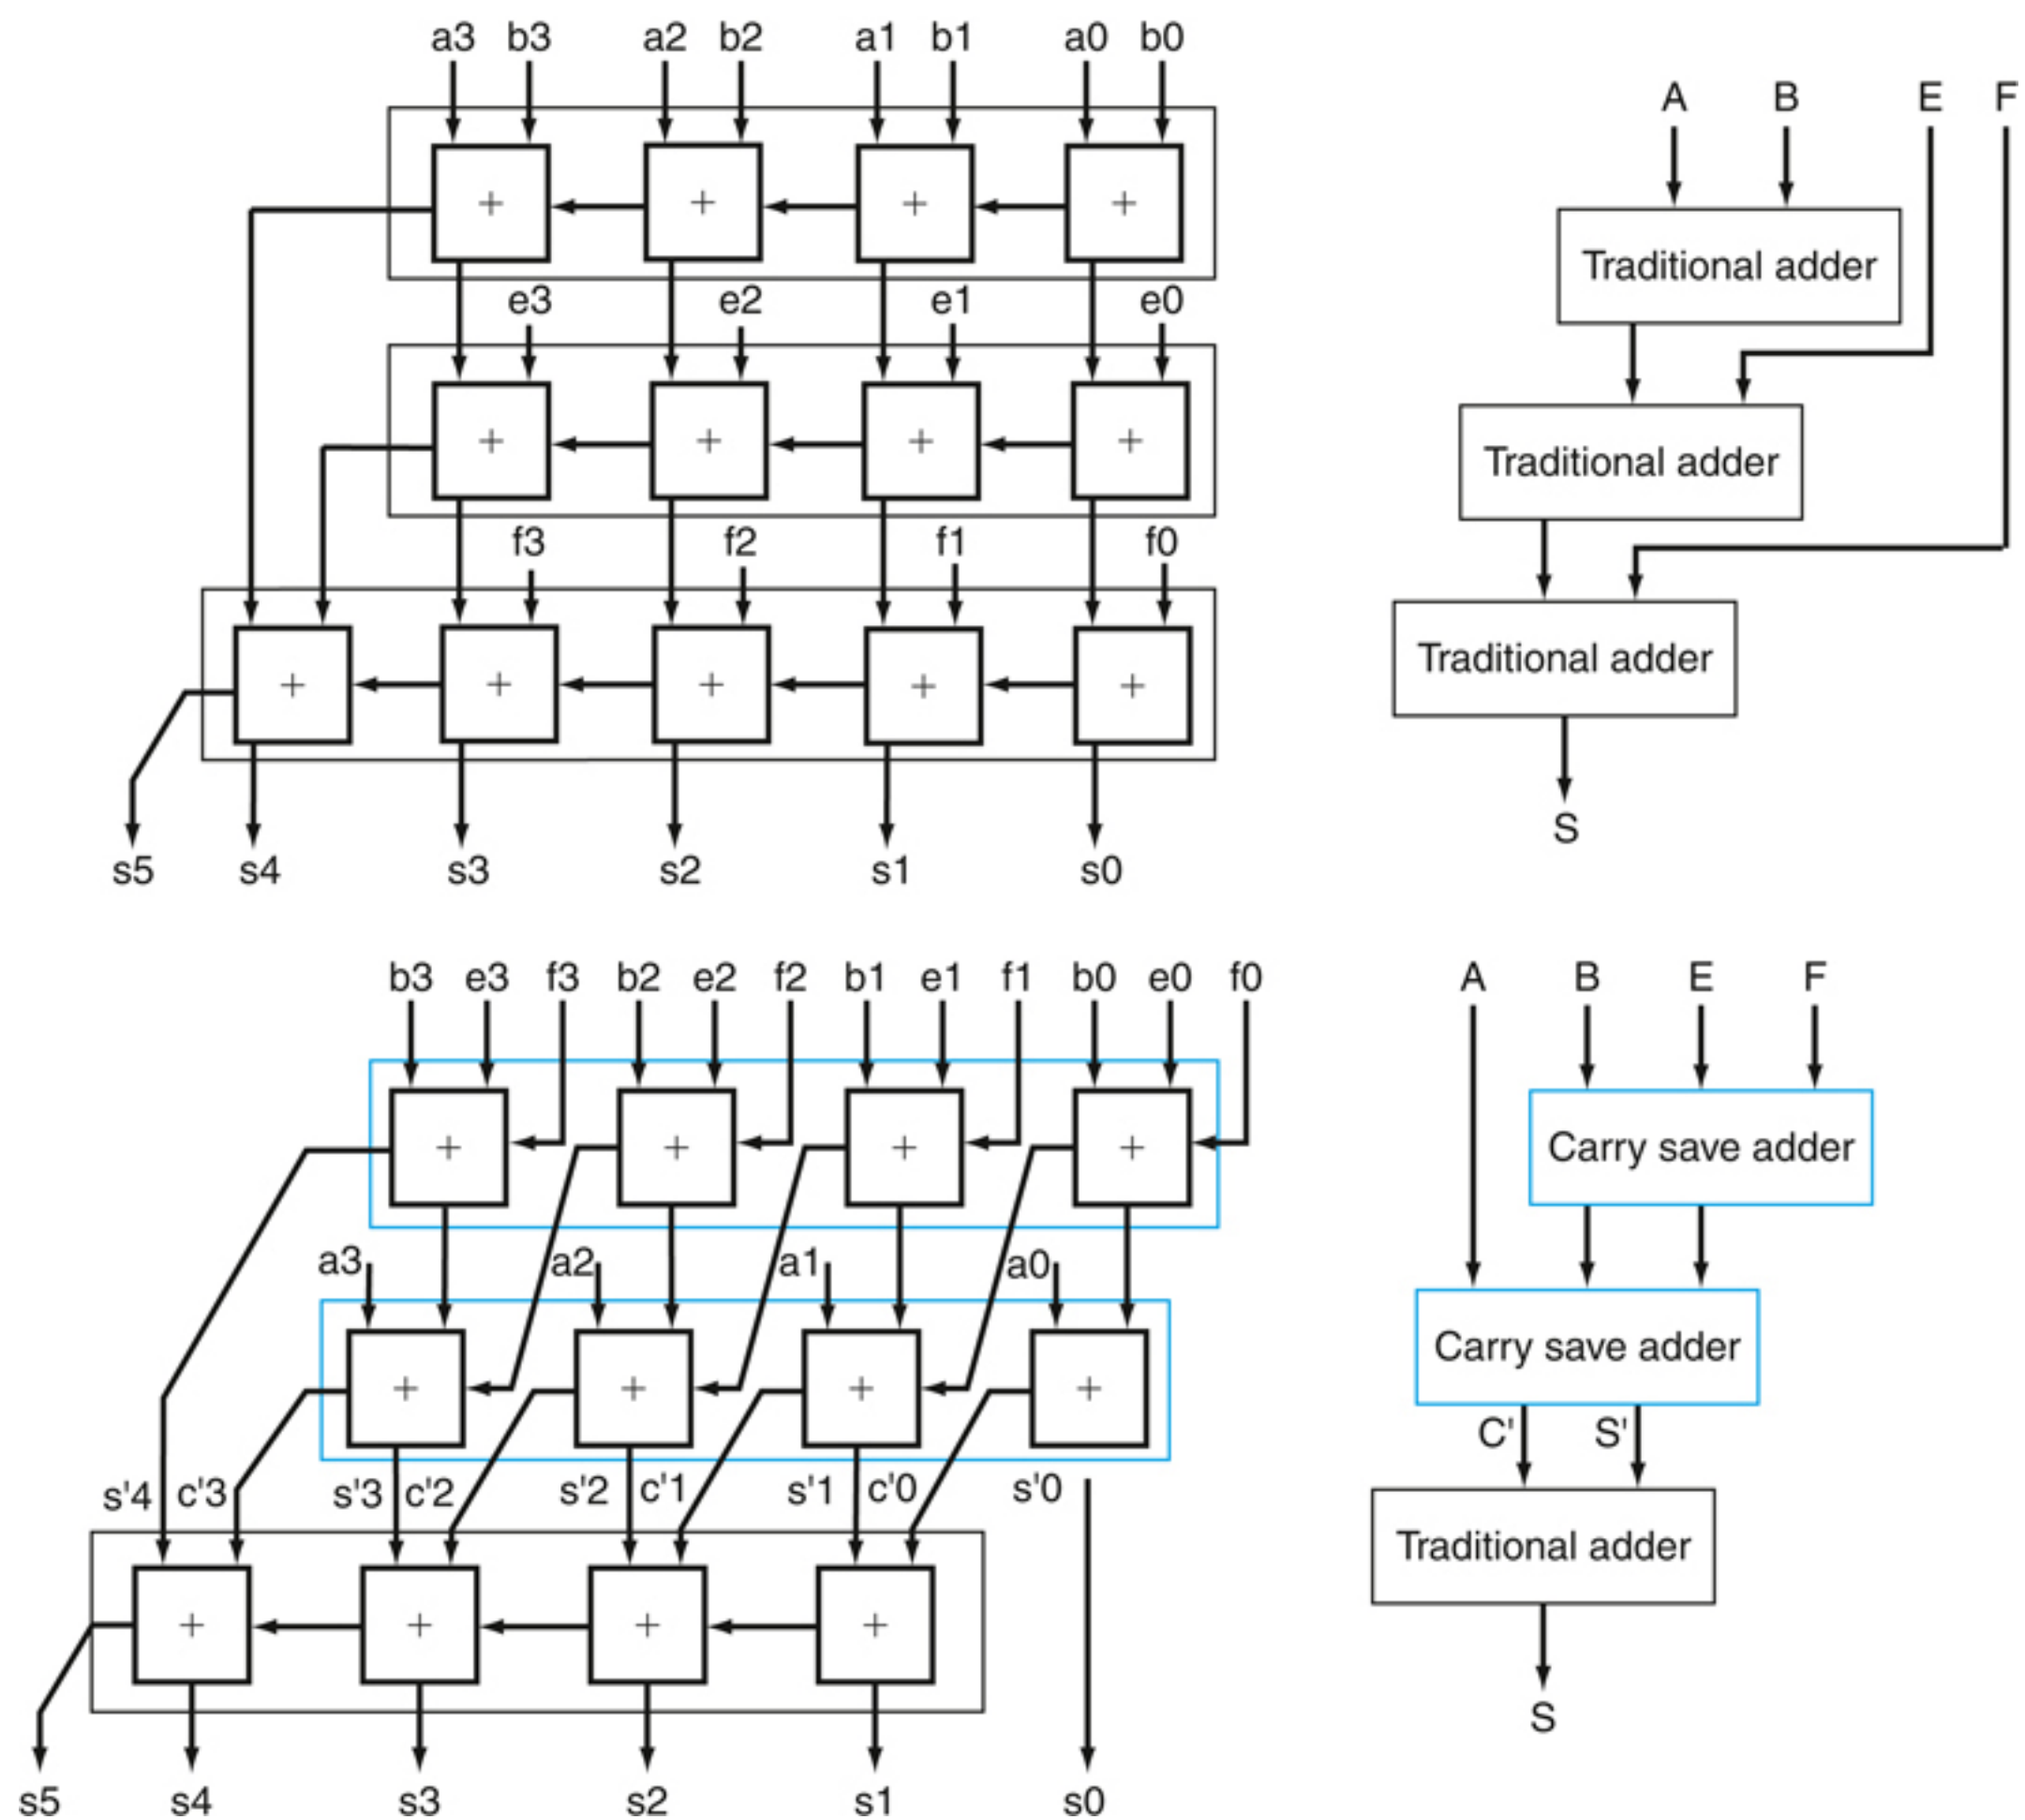 a3 b3 a2 b2 a1 b1 a0 b0
+ + + +
e3 e2 e1 e0
+ + + +
f3 f2 f1 f0
+ + + + +
s5 s4 s3 s2 s1 s0
A B E F
Traditional adder
Traditional adder
Traditional adder
S
b3 e3 f3 b2 e2 f2 b1 e1 f1 b0 e0 f0
+ + + +
a3 a2 a1 a0
+ + + +
s'4 c'3 s'3 c'2 s'2 c'1 s'1 c'0 s'0
+ + + +
s5 s4 s3 s2 s1 s0
A B E F
Carry save adder
Carry save adder
C' S'
Traditional adder
S